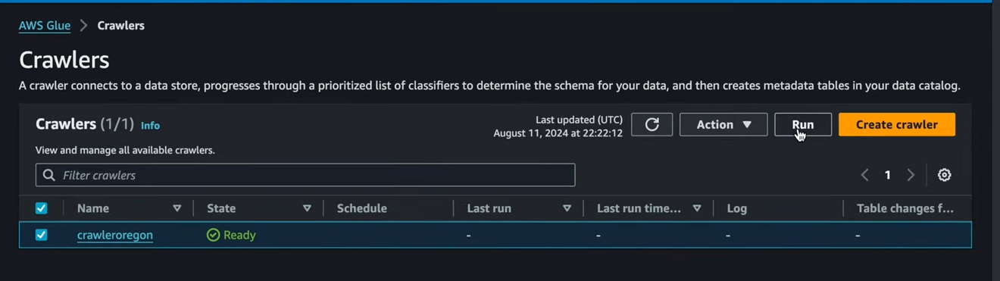 AWS Glue > Crawlers
Crawlers
A crawler connects to a data store, progresses through a prioritized list of classifiers to determine the schema for your data, and then creates metadata tables in your data catalog.
Crawlers (1/1) Info
Last updated (UTC)
August 11, 2024 at 22:22:12
Action
Run
Create crawler
View and manage all available crawlers.
Filter crawlers
1
Name State Schedule Last run Last run time... Log Table changes f...
crawleroregon Ready - - - -